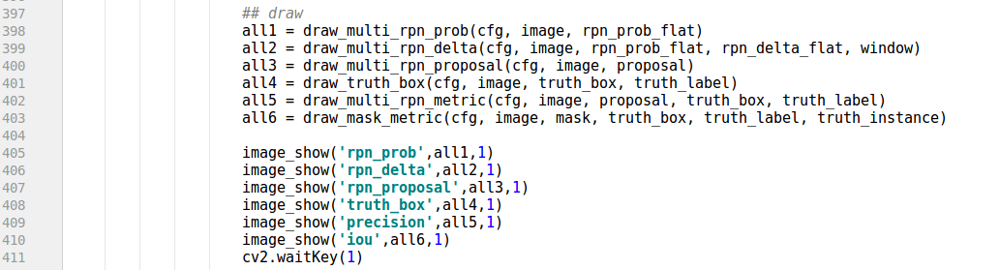 397 ## draw
398 all1 = draw_multi_rpn_prob(cfg, image, rpn_prob_flat)
399 all2 = draw_multi_rpn_delta(cfg, image, rpn_prob_flat, rpn_delta_flat, window)
400 all3 = draw_multi_rpn_proposal(cfg, image, proposal)
401 all4 = draw_truth_box(cfg, image, truth_box, truth_label)
402 all5 = draw_multi_rpn_metric(cfg, image, proposal, truth_box, truth_label)
403 all6 = draw_mask_metric(cfg, image, mask, truth_box, truth_label, truth_instance)
404
405 image_show('rpn_prob',all1,1)
406 image_show('rpn_delta',all2,1)
407 image_show('rpn_proposal',all3,1)
408 image_show('truth_box',all4,1)
409 image_show('precision',all5,1)
410 image_show('iou',all6,1)
411 cv2.waitKey(1)